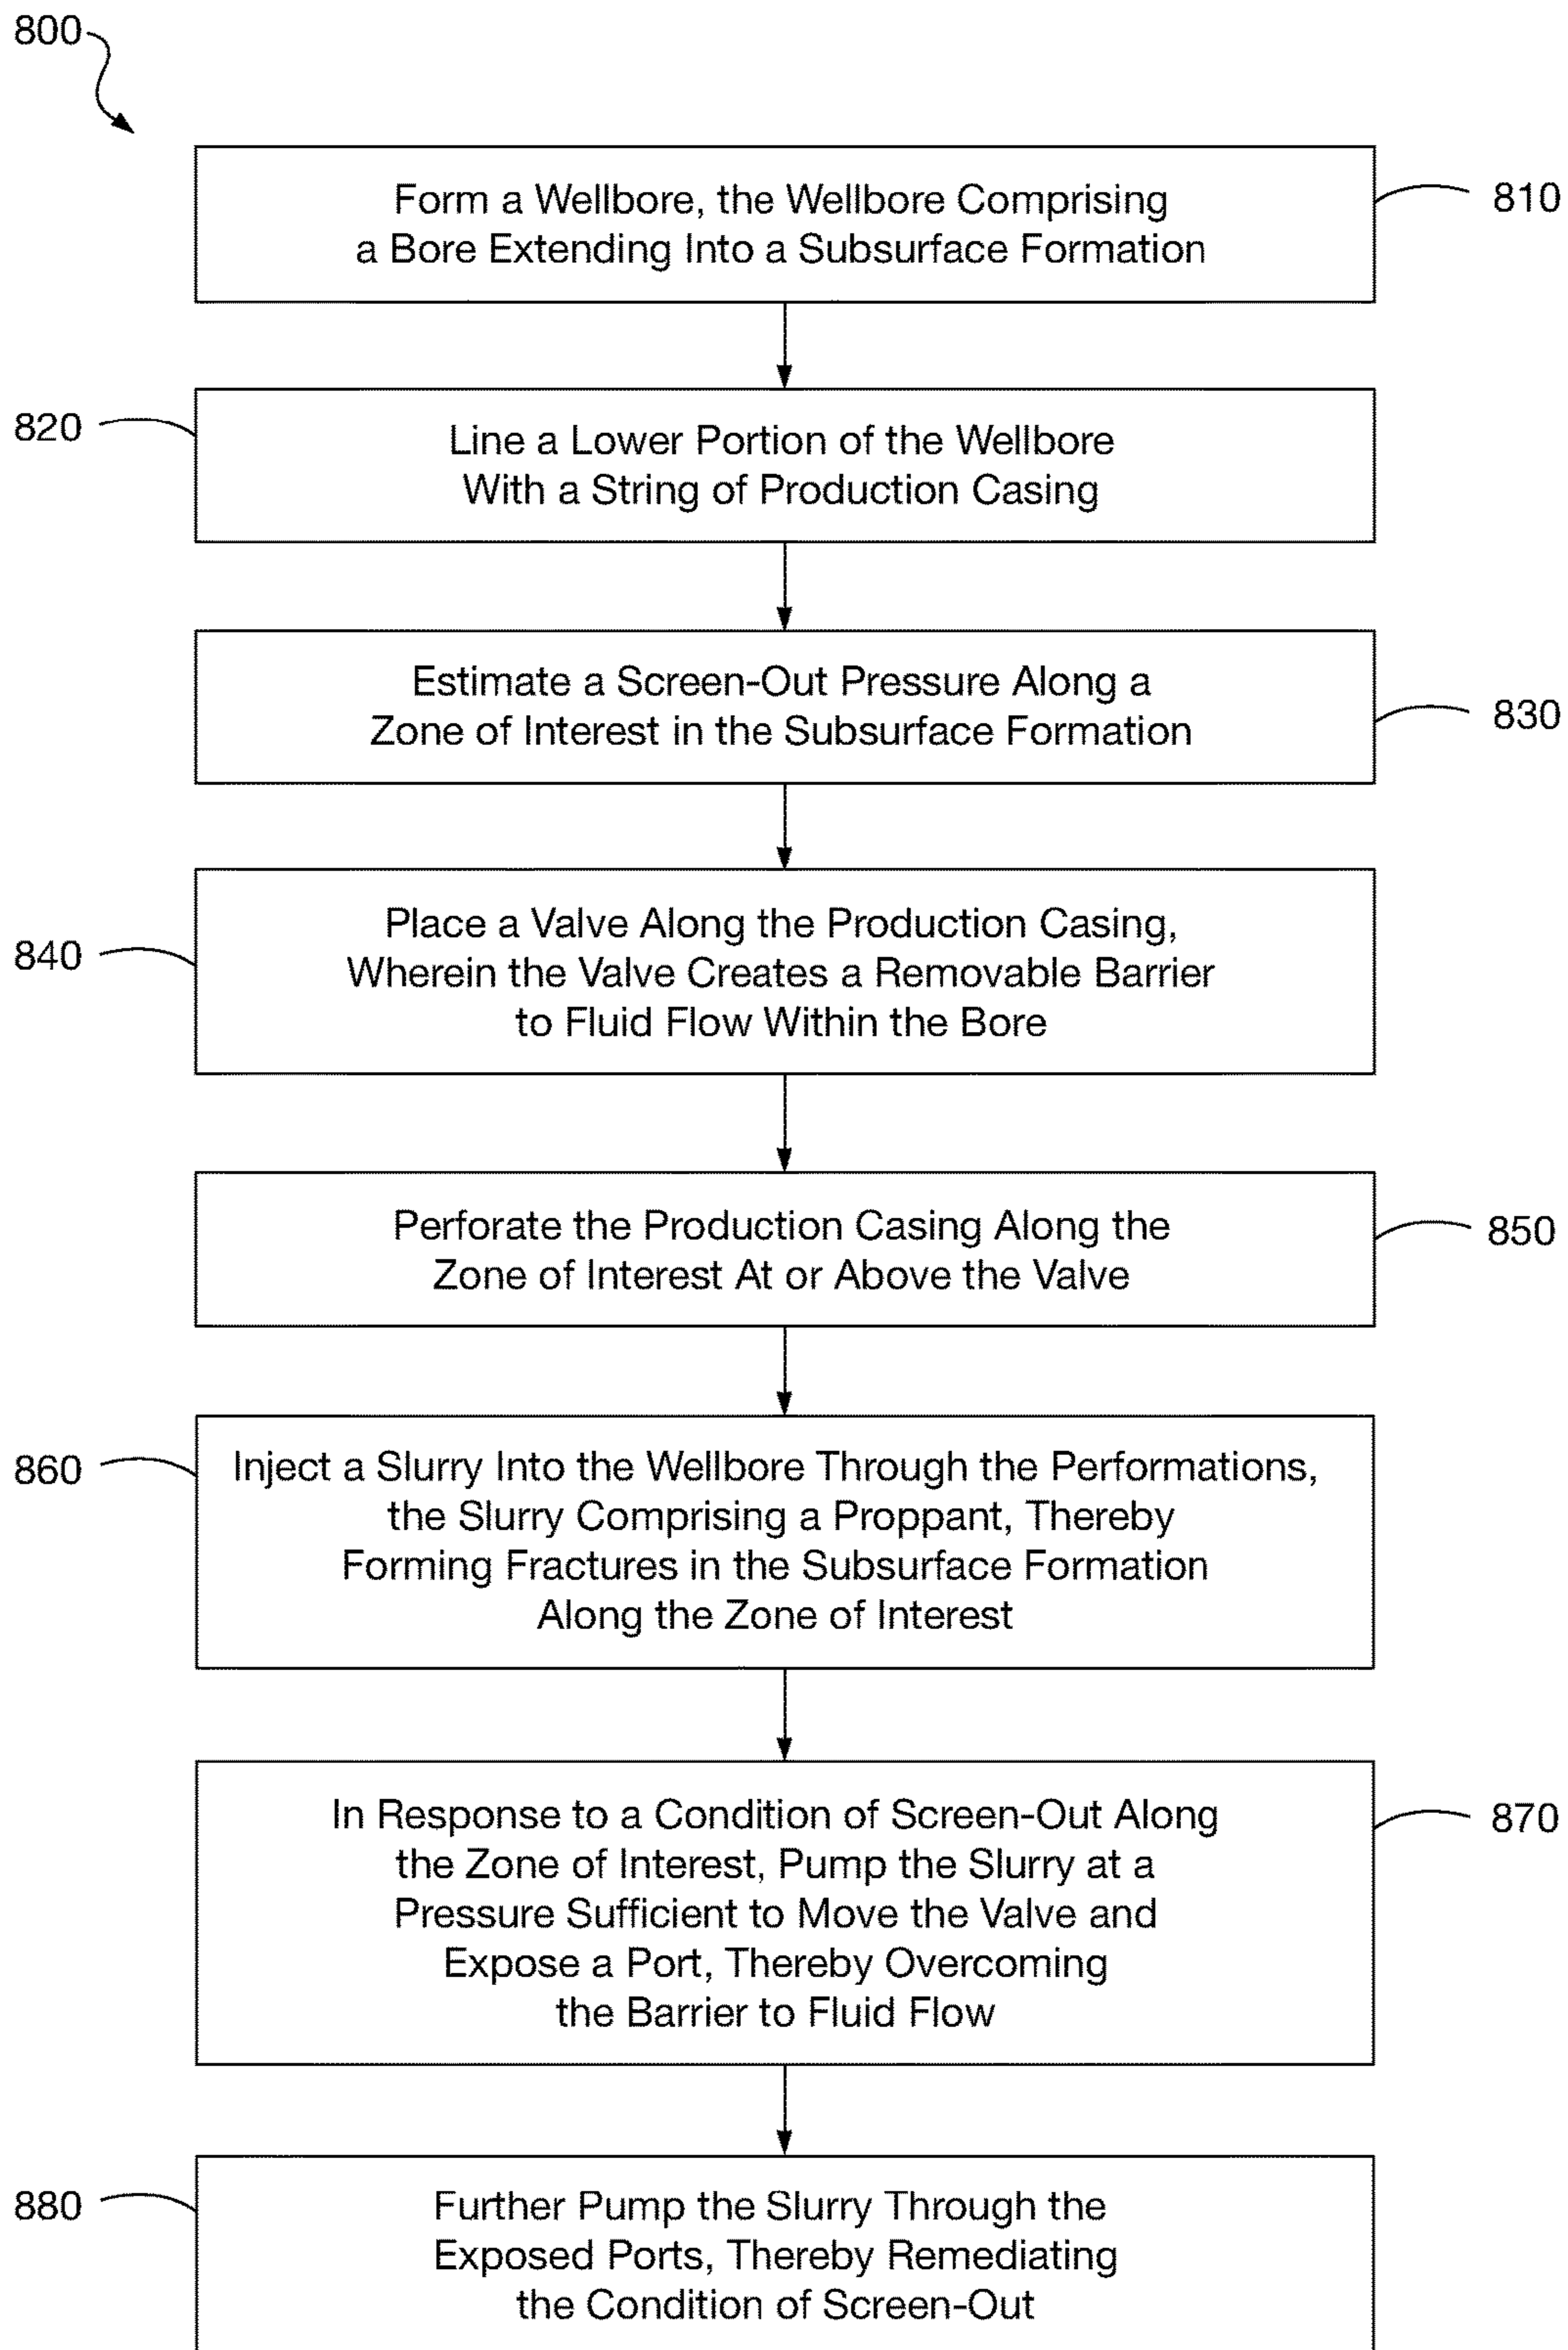 800
Form a Wellbore, the Wellbore Comprising
a Bore Extending Into a Subsurface Formation
810
820
Line a Lower Portion of the Wellbore
With a String of Production Casing
Estimate a Screen-Out Pressure Along a
Zone of Interest in the Subsurface Formation
830
840
Place a Valve Along the Production Casing,
Wherein the Valve Creates a Removable Barrier
to Fluid Flow Within the Bore
Perforate the Production Casing Along the
Zone of Interest At or Above the Valve
850
860
Inject a Slurry Into the Wellbore Through the Performations,
the Slurry Comprising a Proppant, Thereby
Forming Fractures in the Subsurface Formation
Along the Zone of Interest
In Response to a Condition of Screen-Out Along
the Zone of Interest, Pump the Slurry at a
Pressure Sufficient to Move the Valve and
Expose a Port, Thereby Overcoming
the Barrier to Fluid Flow
870
880
Further Pump the Slurry Through the
Exposed Ports, Thereby Remediating
the Condition of Screen-Out